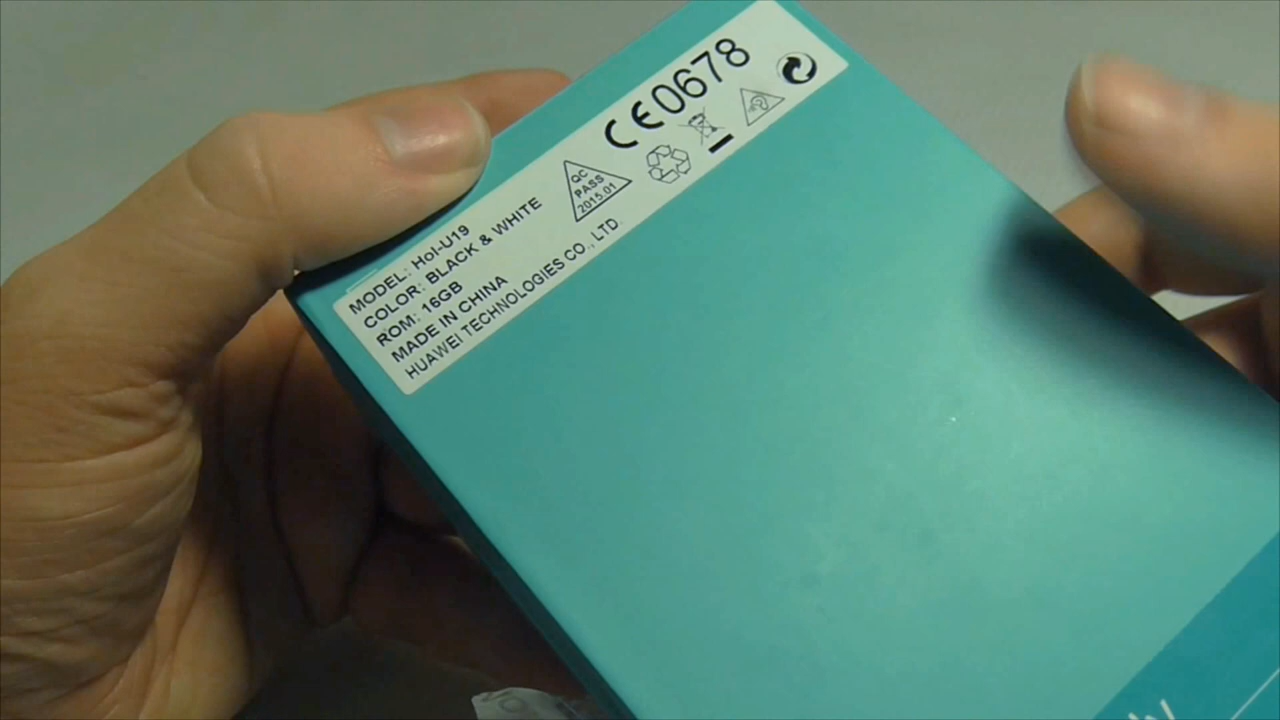 MODEL: Hol-U19
COLOR: BLACK & WHITE
ROM: 16GB
MADE IN CHINA
HUAWEI TECHNOLOGIES CO., LTD.
QC
PASS
2015.01
CE0678